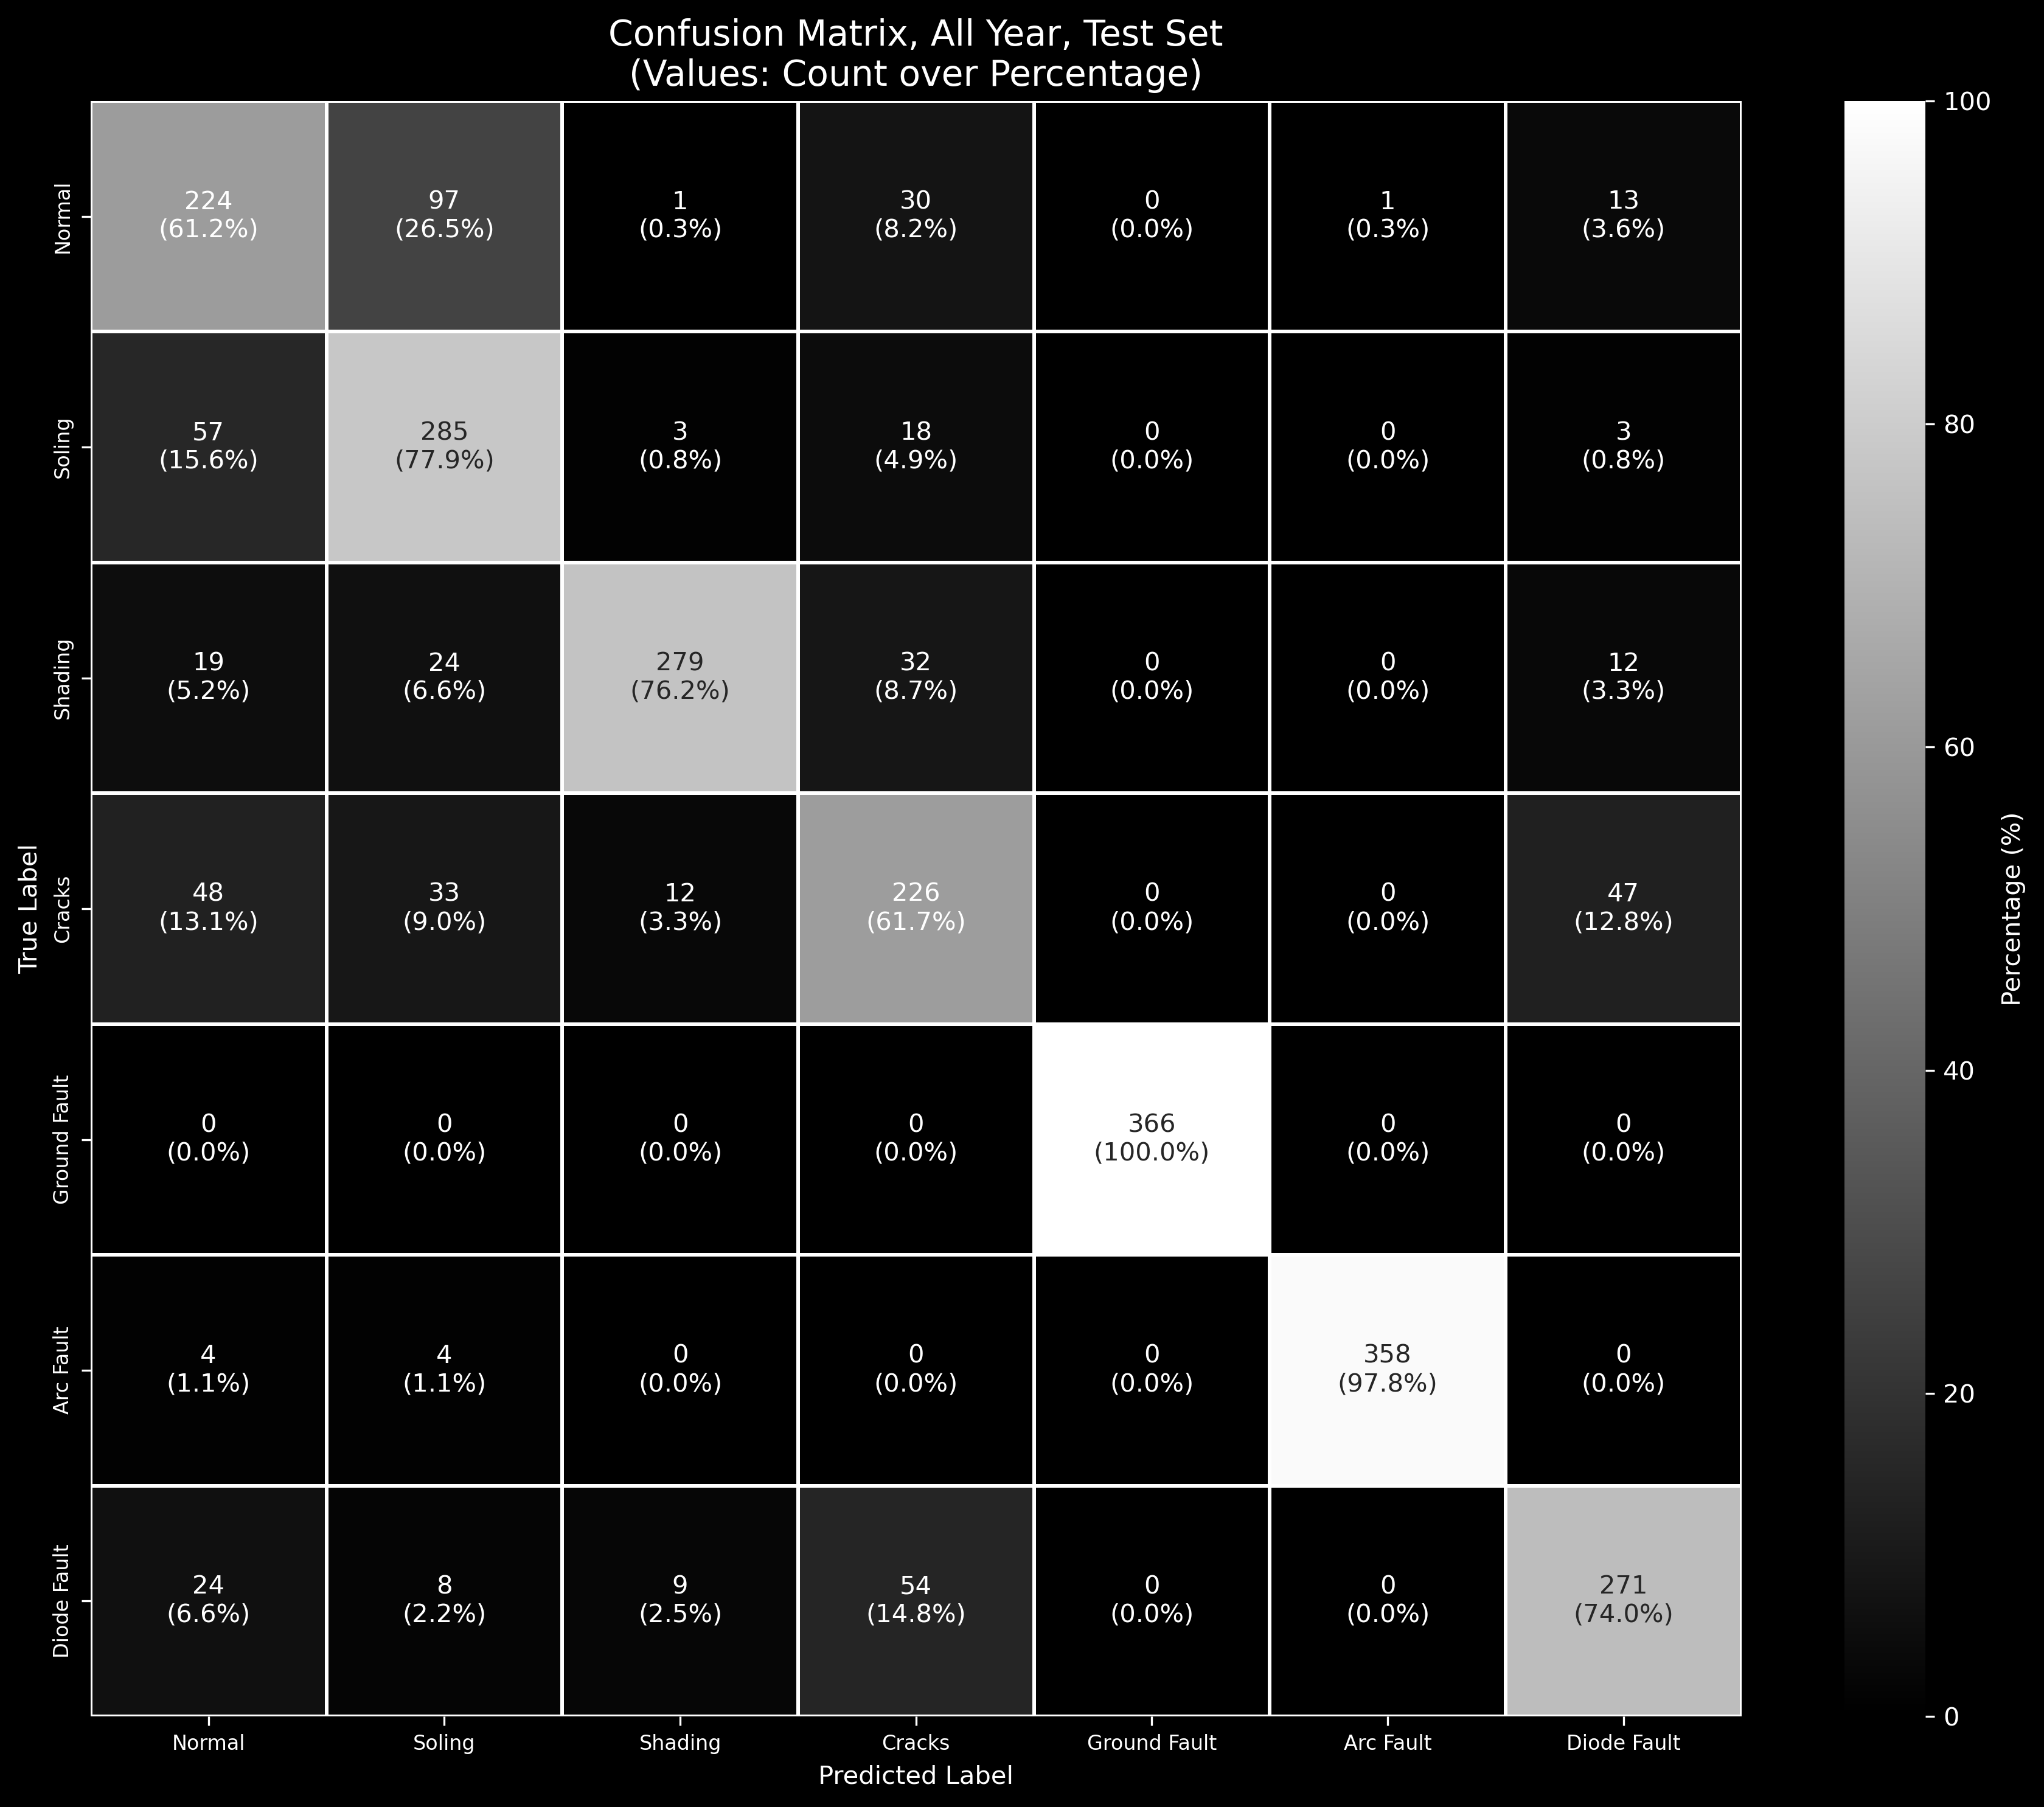 Confusion Matrix, All Year, Test Set
(Values: Count over Percentage)
True Label
Normal
224 97 1 30 0 1 13
(61.2%) (26.5%) (0.3%) (8.2%) (0.0%) (0.3%) (3.6%)
Soling
57 285 3 18 0 0 3
(15.6%) (77.9%) (0.8%) (4.9%) (0.0%) (0.0%) (0.8%)
Shading
19 24 279 32 0 0 12
(5.2%) (6.6%) (76.2%) (8.7%) (0.0%) (0.0%) (3.3%)
Cracks
48 33 12 226 0 0 47
(13.1%) (9.0%) (3.3%) (61.7%) (0.0%) (0.0%) (12.8%)
Ground Fault
0 0 0 0 366 0 0
(0.0%) (0.0%) (0.0%) (0.0%) (100.0%) (0.0%) (0.0%)
Arc Fault
4 4 0 0 0 358 0
(1.1%) (1.1%) (0.0%) (0.0%) (0.0%) (97.8%) (0.0%)
Diode Fault
24 8 9 54 0 0 271
(6.6%) (2.2%) (2.5%) (14.8%) (0.0%) (0.0%) (74.0%)
Normal Soling Shading Cracks Ground Fault Arc Fault Diode Fault
Predicted Label
100
80
60
40
20
0
Percentage (%)